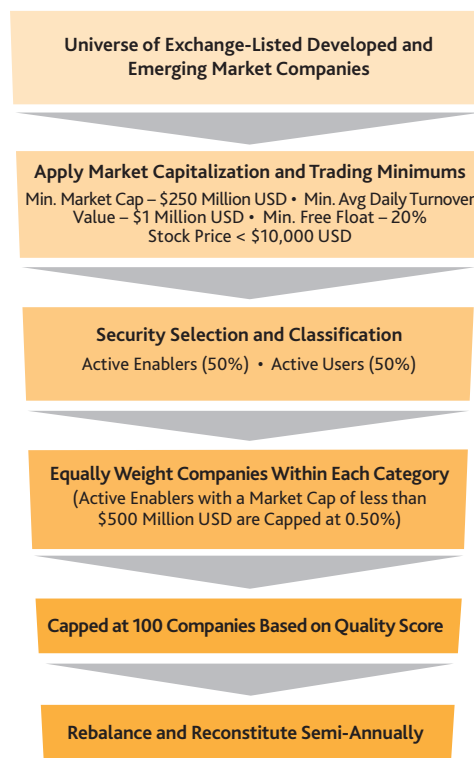 Universe of Exchange-Listed Developed and
Emerging Market Companies
Apply Market Capitalization and Trading Minimums
Min. Market Cap – $250 Million USD • Min. Avg Daily Turnover
Value – $1 Million USD • Min. Free Float – 20%
Stock Price < $10,000 USD
Security Selection and Classification
Active Enablers (50%) • Active Users (50%)
Equally Weight Companies Within Each Category
(Active Enablers with a Market Cap of less than
$500 Million USD are Capped at 0.50%)
Capped at 100 Companies Based on Quality Score
Rebalance and Reconstitute Semi-Annually